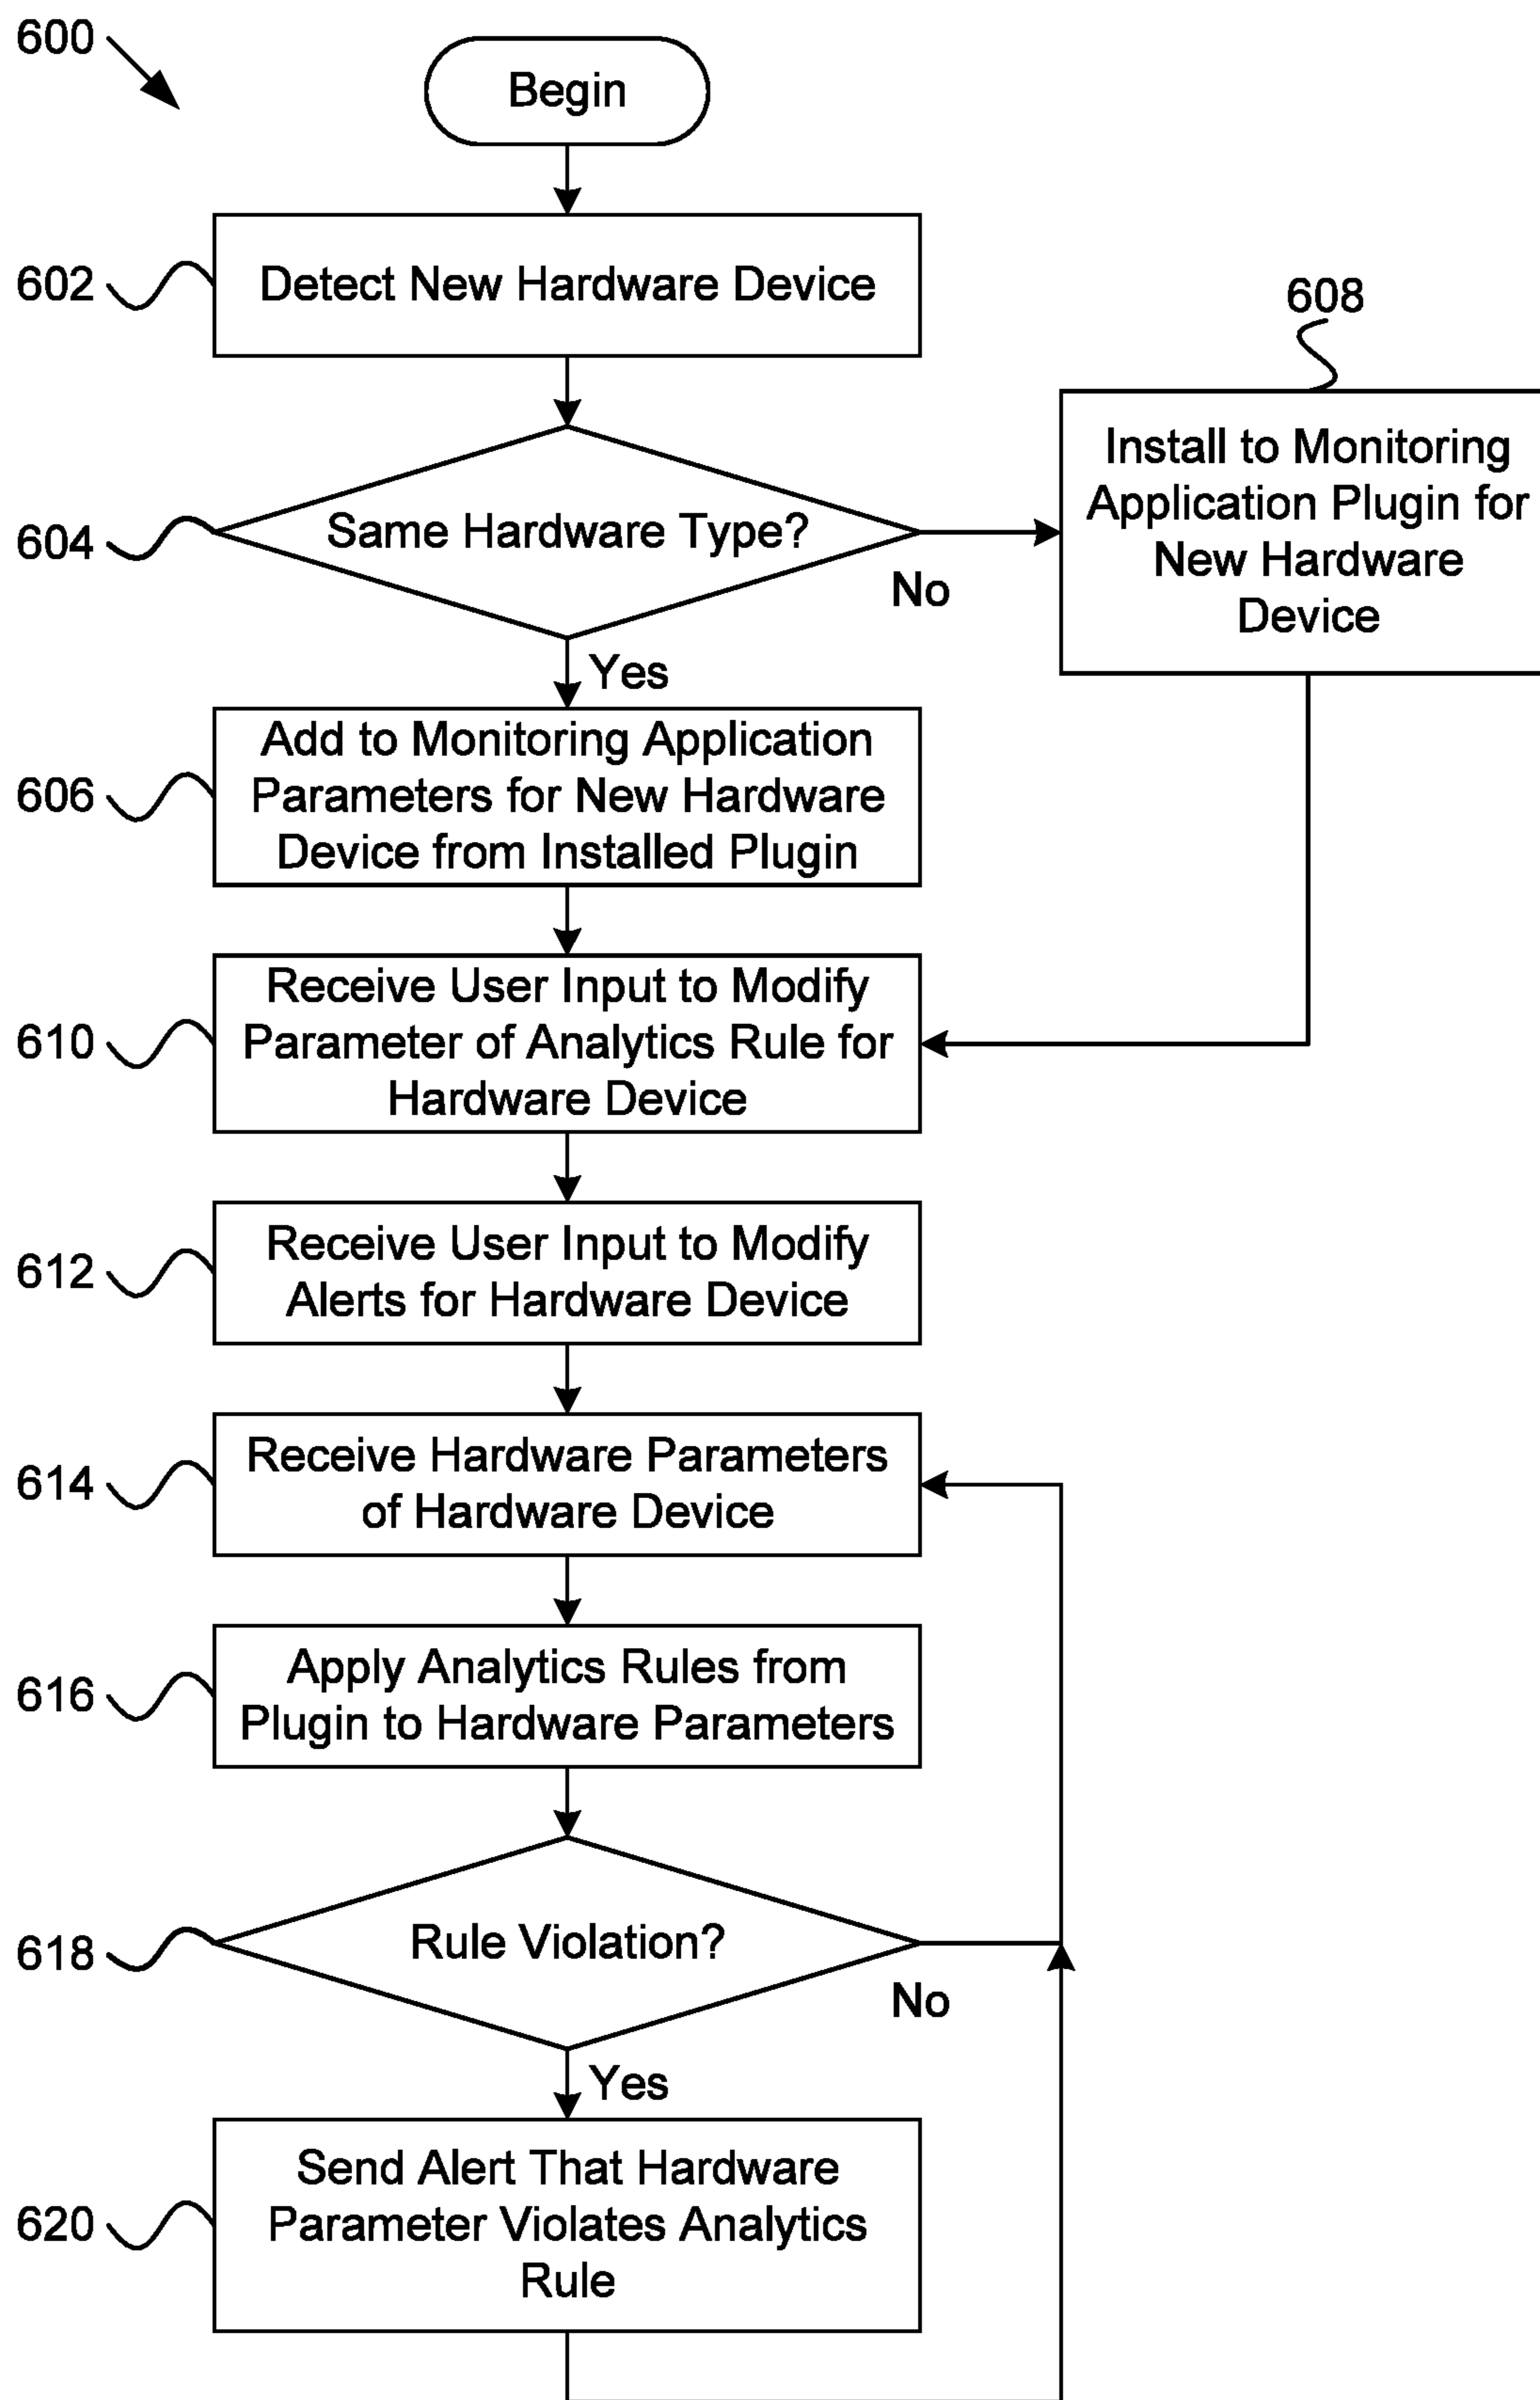 600
Begin
602
Detect New Hardware Device
608
Install to Monitoring
Application Plugin for
New Hardware
Device
604
Same Hardware Type?
No
Yes
606
Add to Monitoring Application
Parameters for New Hardware
Device from Installed Plugin
610
Receive User Input to Modify
Parameter of Analytics Rule for
Hardware Device
612
Receive User Input to Modify
Alerts for Hardware Device
614
Receive Hardware Parameters
of Hardware Device
616
Apply Analytics Rules from
Plugin to Hardware Parameters
618
Rule Violation?
No
Yes
620
Send Alert That Hardware
Parameter Violates Analytics
Rule